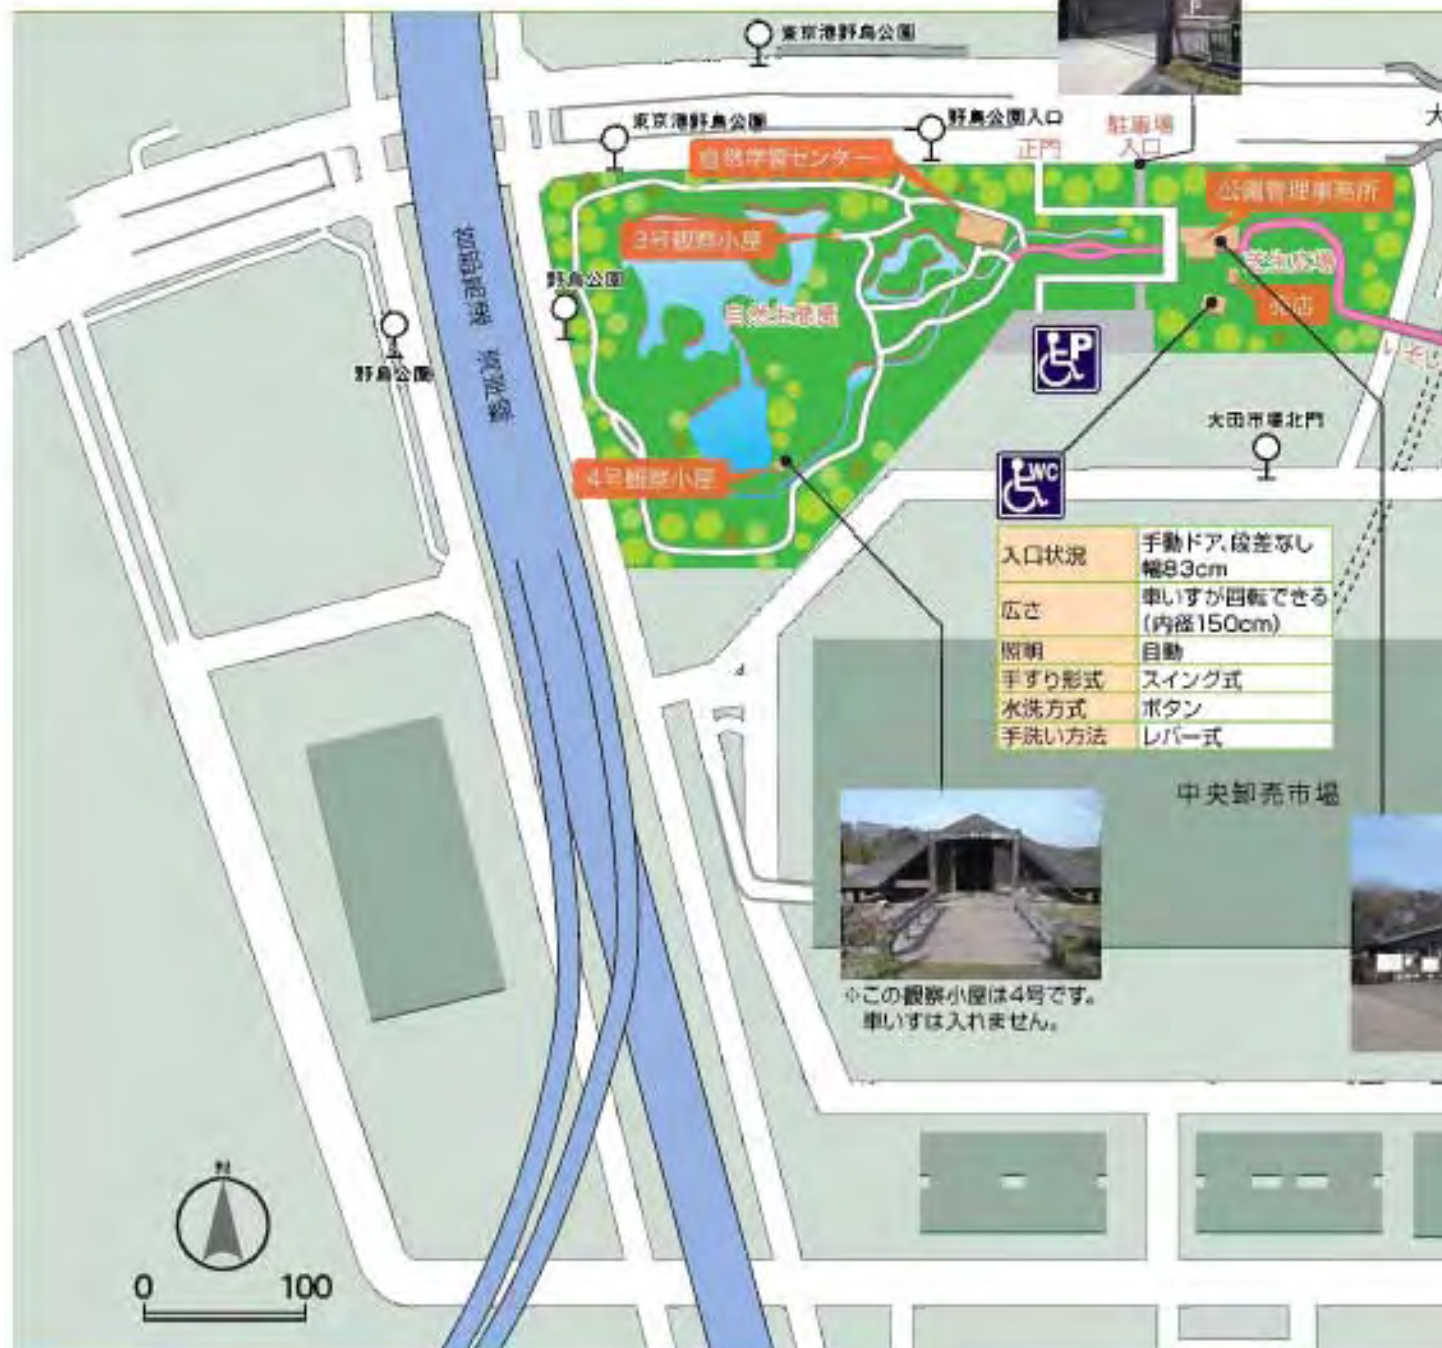 東京港野鳥公園
東京港野鳥公園
野鳥公園入口
正門
駐車場
入口
自然学習センター
公園管理事務所
3号観察小屋
芝生広場
野鳥公園
自然生態園
売店
野鳥公園
P
大田市場北門
4号観察小屋
WC
入口状況 手動ドア、段差なし
幅83cm
広さ 車いすが回転できる
(内径150cm)
照明 自動
手すり形式 スイング式
水洗方式 ボタン
手洗い方法 レバー式
中央卸売市場
※この観察小屋は4号です。
車いすは入れません。
N
0 100